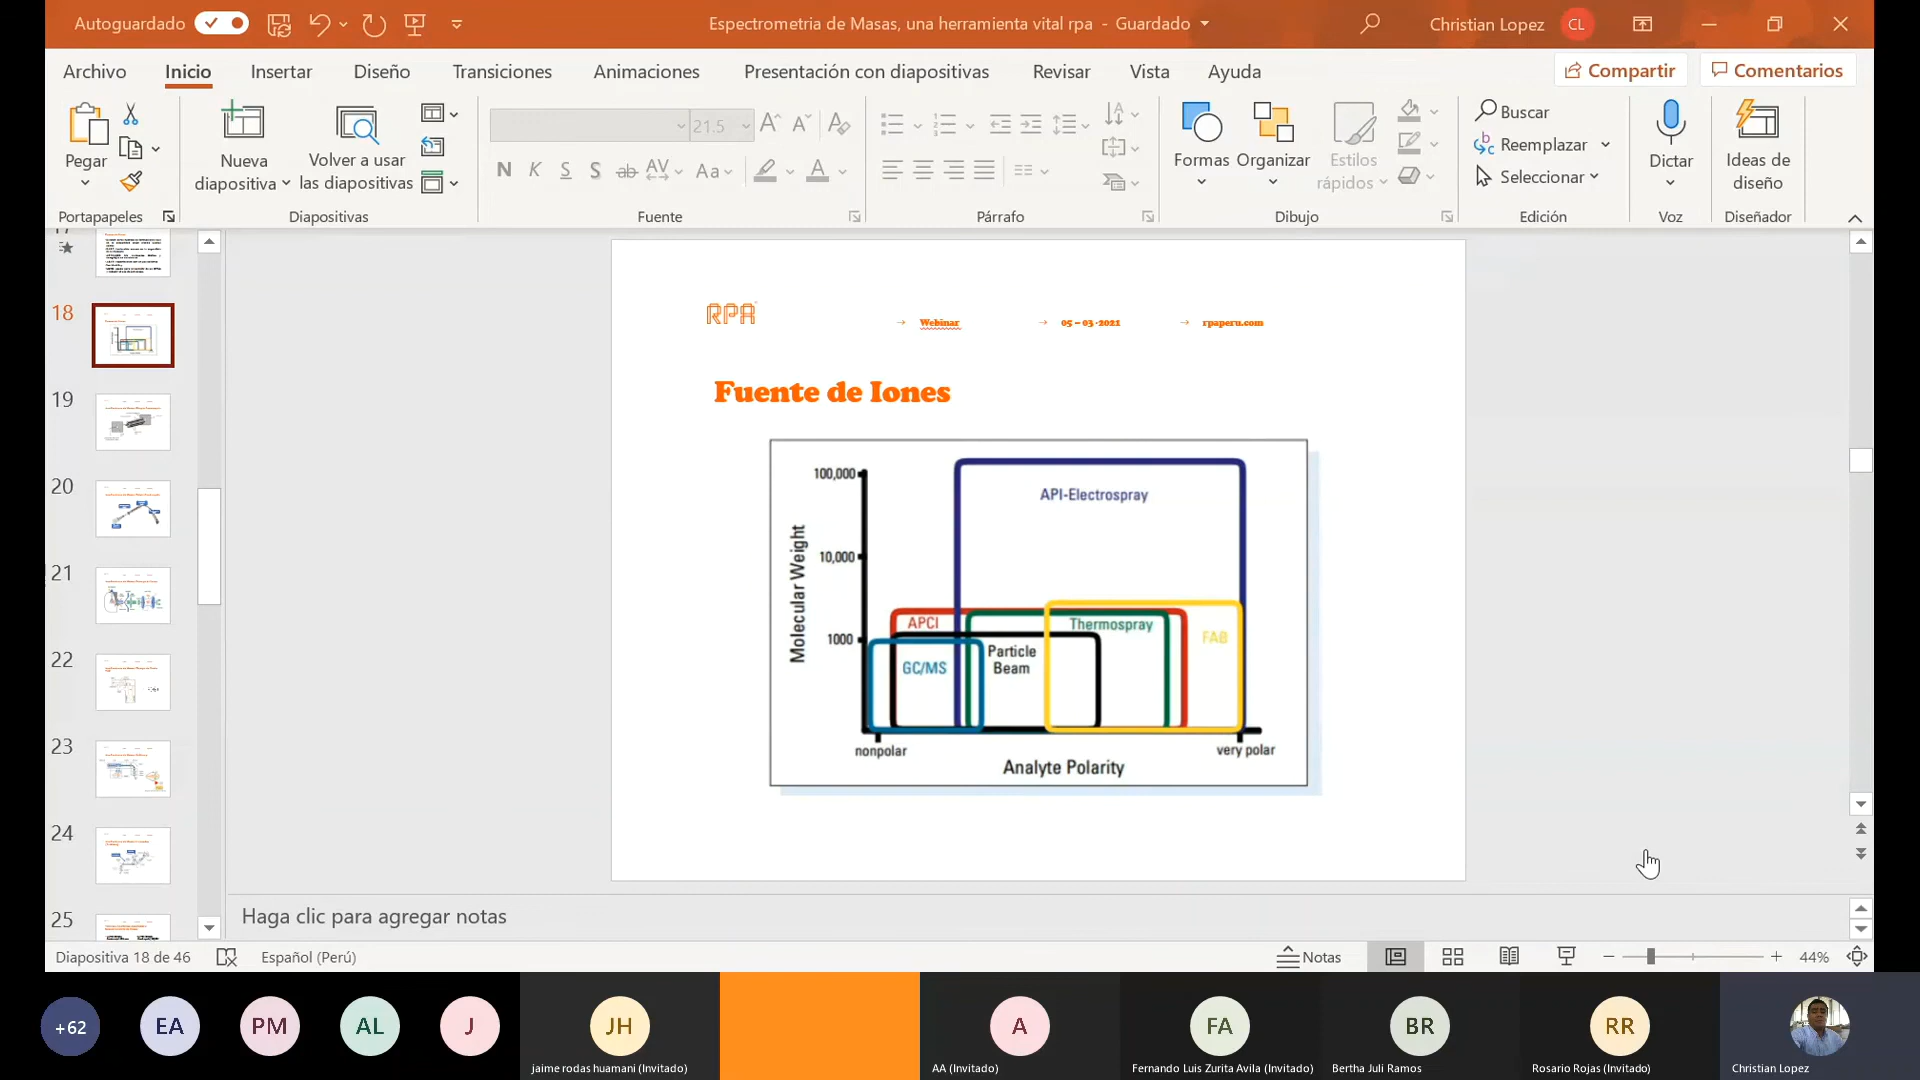 Autoguardado
Espectrometria de Masas, una herramienta vital rpa - Guardado
Christian Lopez
CL
Archivo
Inicio
Insertar
Diseño
Transiciones
Animaciones
Presentación con diapositivas
Revisar
Vista
Ayuda
Compartir
Comentarios
Pegar
Nueva
diapositiva
Volver a usar
las diapositivas
21.5
N K S S ab AV Aa A
Formas
Organizar
Estilos
rápidos
Buscar
Reemplazar
Seleccionar
Dictar
Ideas de
diseño
Portapapeles
Diapositivas
Fuente
Párrafo
Dibujo
Edición
Voz
Diseñador
17
18
19
20
21
22
23
24
25
RPA
→ Webinar
→ 05 – 03 -2021
→ rpaperu.com
Fuente de Iones
100,000
10,000
1000
Molecular Weight
API-Electrospray
APCI
Thermospray
FAB
GC/MS
Particle
Beam
nonpolar
very polar
Analyte Polarity
Haga clic para agregar notas
Diapositiva 18 de 46
Español (Perú)
Notas
44%
+62
EA
PM
AL
J
JH
jaime rodas huamani (Invitado)
A
AA (Invitado)
FA
Fernando Luis Zurita Avila (Invitado)
BR
Bertha Juli Ramos
RR
Rosario Rojas (Invitado)
Christian Lopez